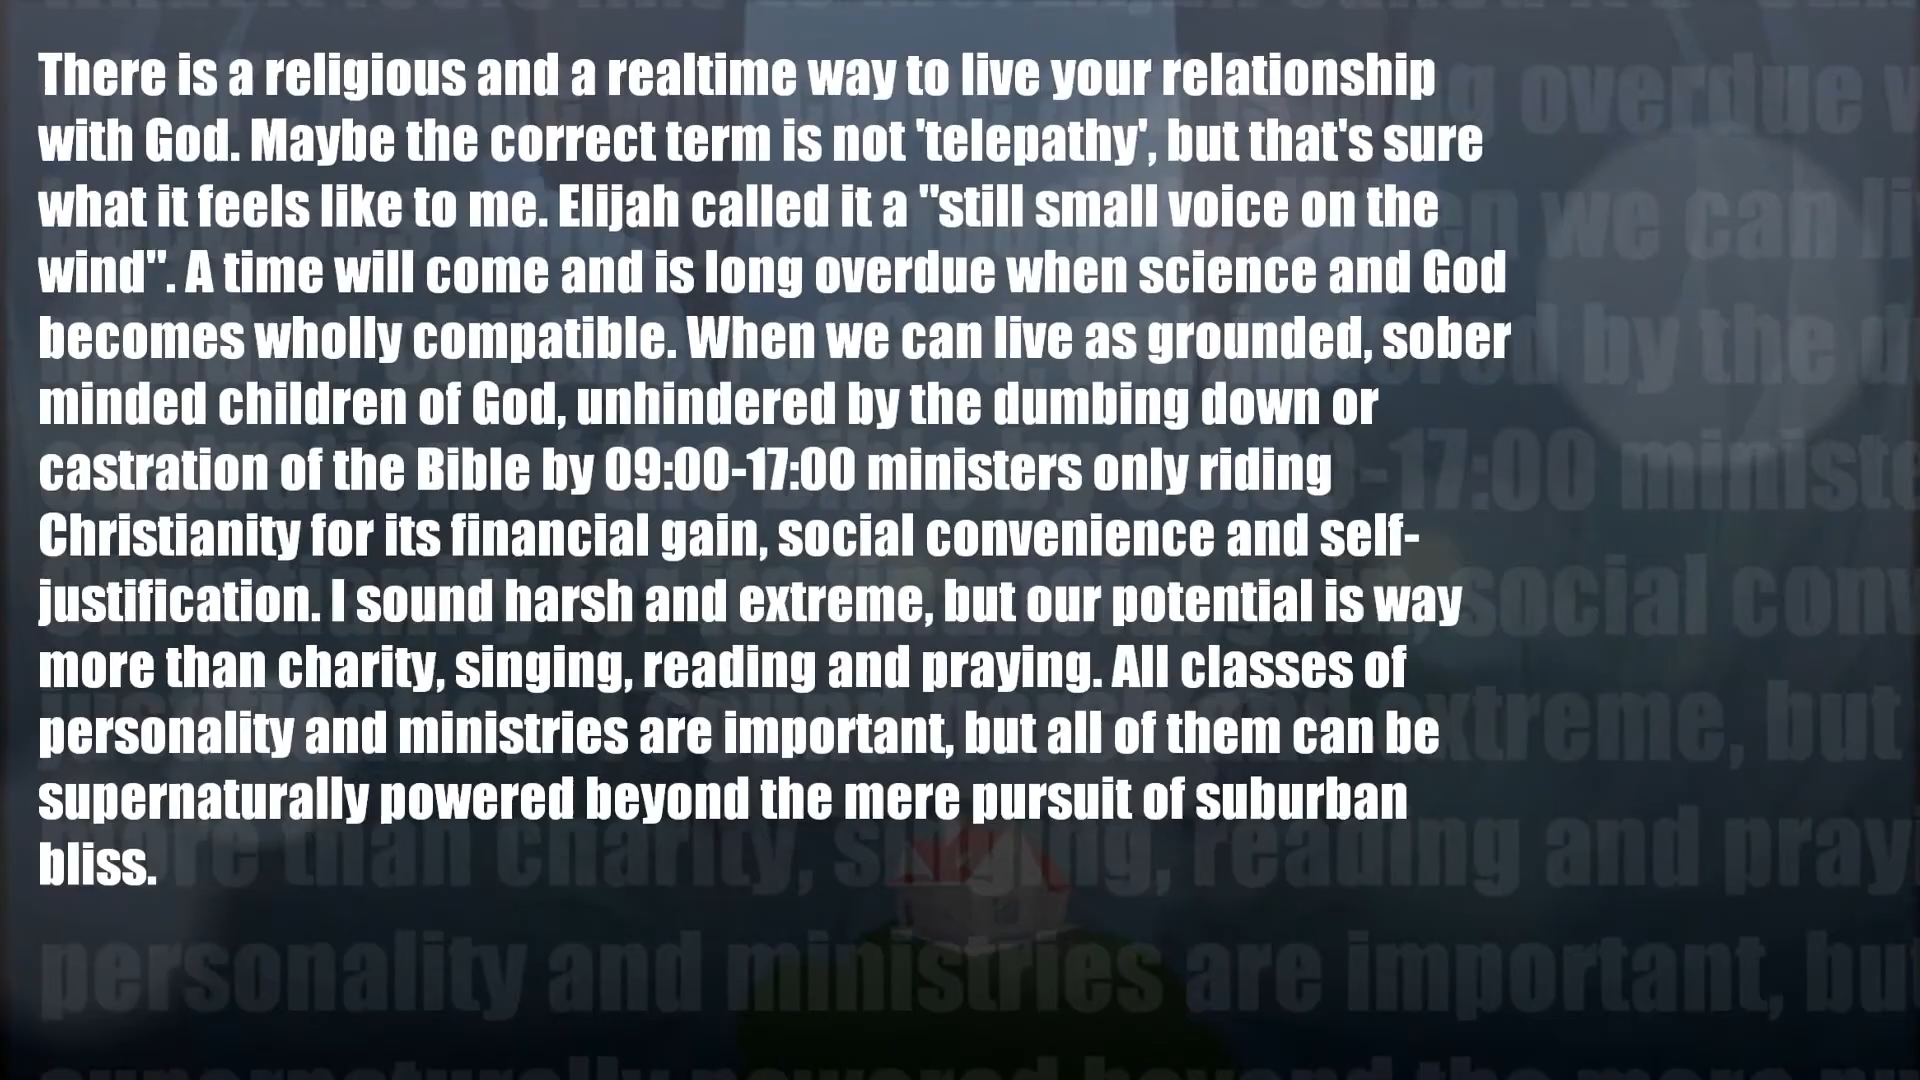 There is a religious and a realtime way to live your relationship
with God. Maybe the correct term is not 'telepathy', but that's sure
what it feels like to me. Elijah called it a "still small voice on the
wind". A time will come and is long overdue when science and God
becomes wholly compatible. When we can live as grounded, sober
minded children of God, unhindered by the dumbing down or
castration of the Bible by 09:00-17:00 ministers only riding
Christianity for its financial gain, social convenience and self-
justification. I sound harsh and extreme, but our potential is way
more than charity, singing, reading and praying. All classes of
personality and ministries are important, but all of them can be
supernaturally powered beyond the mere pursuit of suburban
bliss.